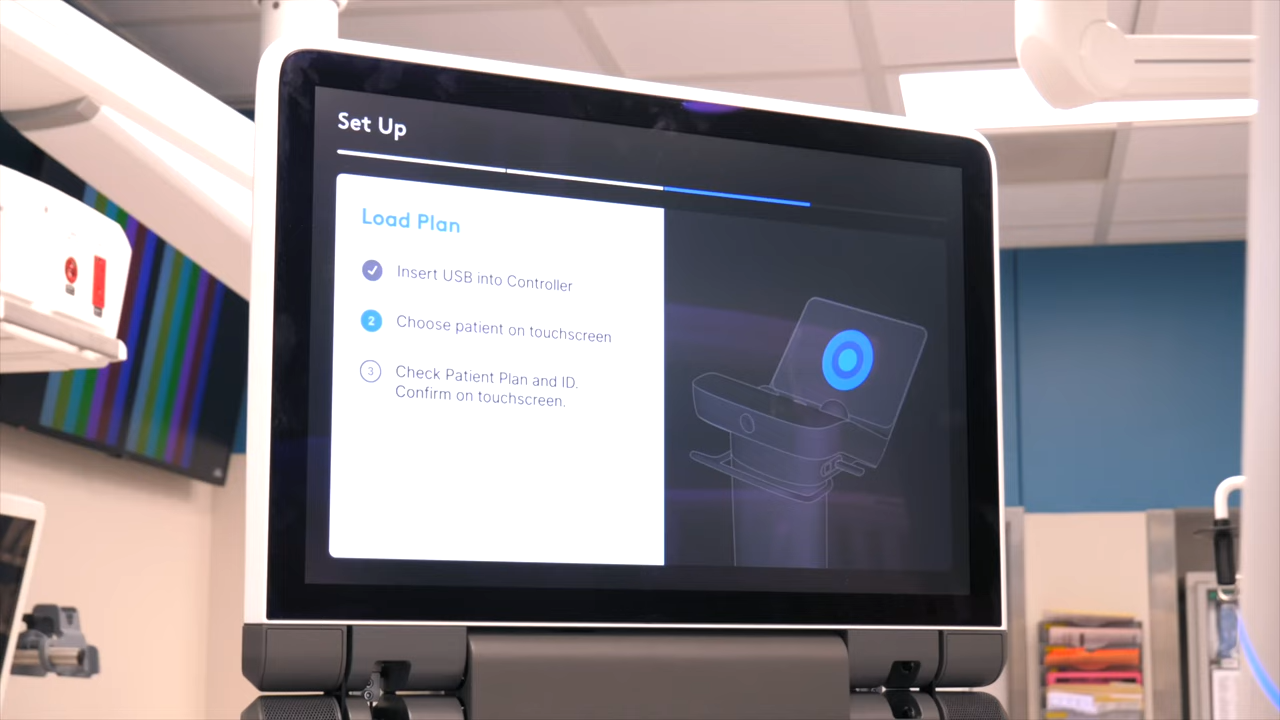 Set Up
Load Plan
Insert USB into Controller
2 Choose patient on touchscreen
3 Check Patient Plan and ID.
Confirm on touchscreen.